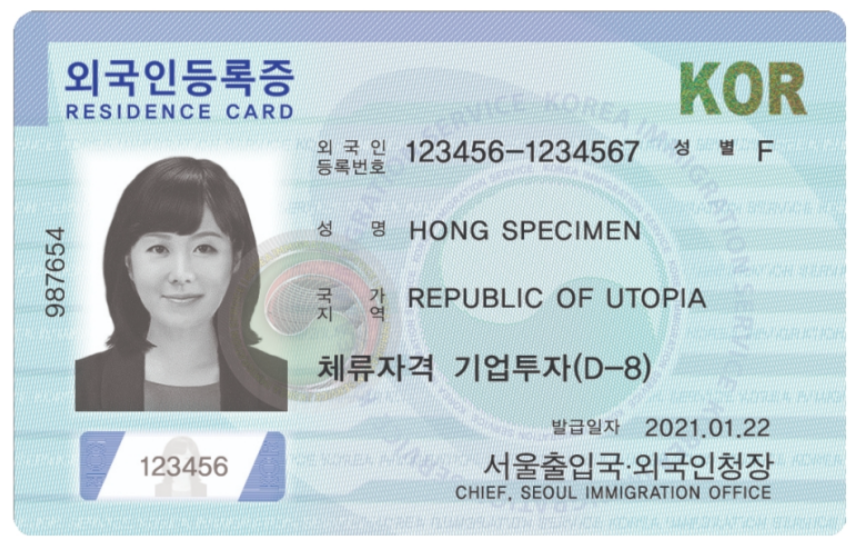 외국인등록증
RESIDENCE CARD
KOR
외국인등록번호 123456-1234567 성별 F
성명 HONG SPECIMEN
국가지역 REPUBLIC OF UTOPIA
체류자격 기업투자(D-8)
987654
123456
발급일자 2021.01.22
서울출입국·외국인청장
CHIEF, SEOUL IMMIGRATION OFFICE
KOREA IMMIGRATION SERVICE